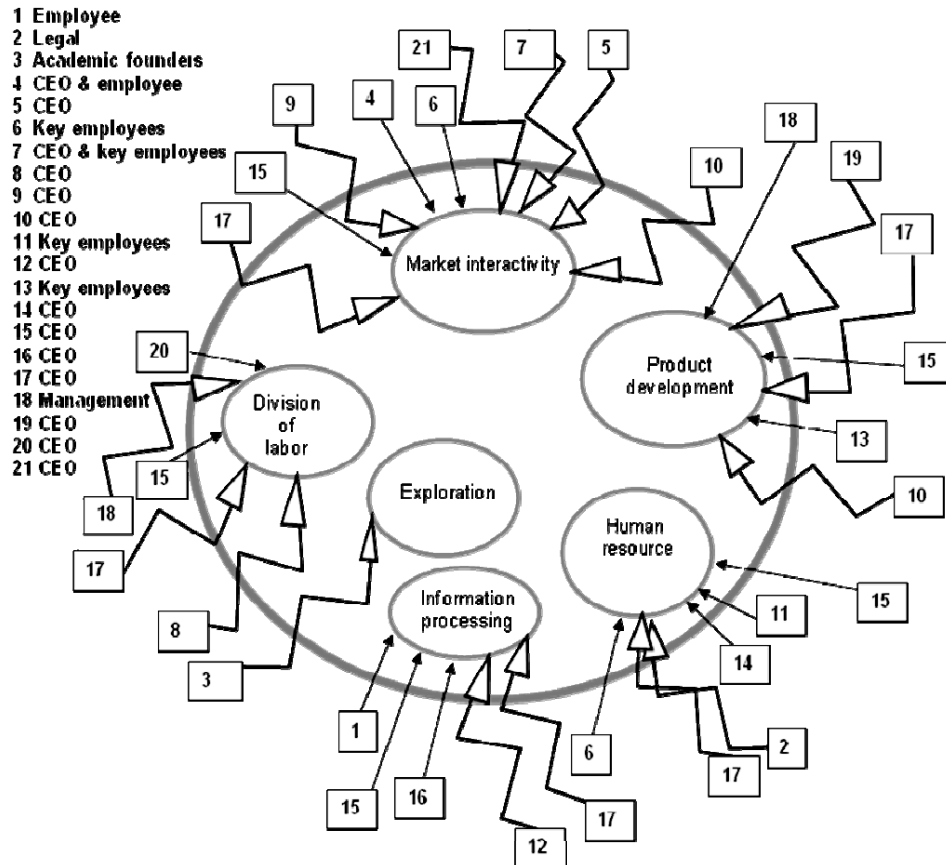 1 Employee
2 Legal
3 Academic founders
4 CEO & employee
5 CEO
6 Key employees
7 CEO & key employees
8 CEO
9 CEO
10 CEO
11 Key employees
12 CEO
13 Key employees
14 CEO
15 CEO
16 CEO
17 CEO
18 Management
19 CEO
20 CEO
21 CEO
21
7
5
9
4
6
18
15
10
19
17
17
Market interactivity
20
Product
development
15
Division
of
labor
13
15
18
Exploration
10
17
Human
resource
Information
processing
15
11
8
3
14
1
6
2
17
15
16
17
12